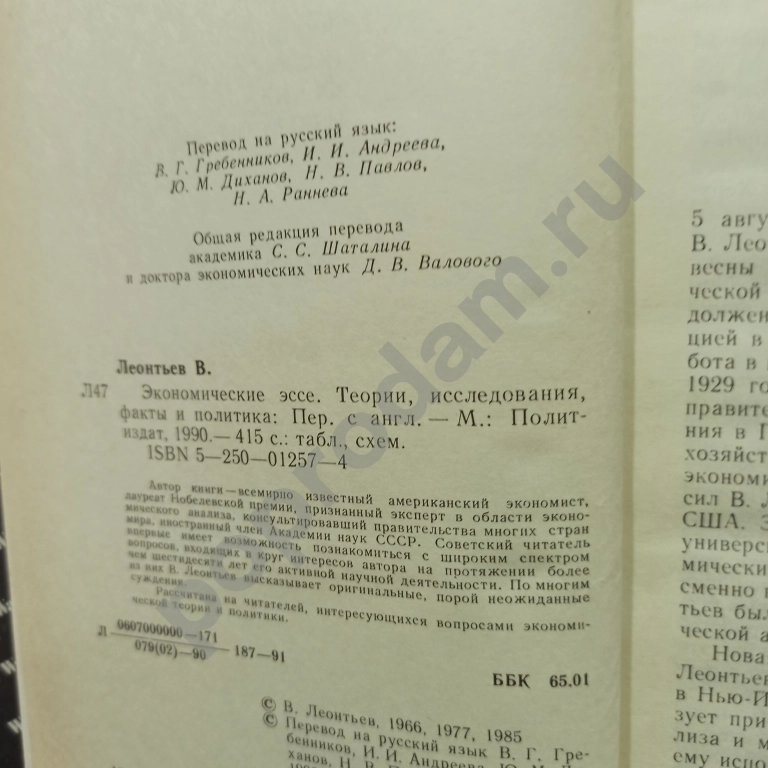 Перевод на русский язык:
В. Г. Гребенников, И. И. Андреева,
Ю. М. Диханов, Н. В. Павлов,
Н. А. Раннева
Общая редакция перевода
академика С. С. Шаталина
и доктора экономических наук Д. В. Валового
Леонтьев В.
Л47 Экономические эссе. Теории, исследования,
факты и политика: Пер. с англ. — М.: Полит-
издат, 1990.— 415 с.: табл., схем.
ISBN 5—250—01257—4
Автор книги — всемирно известный американский экономист,
лауреат Нобелевской премии, признанный эксперт в области эконо-
мического анализа, консультировавший правительства многих стран
мира, иностранный член Академии наук СССР. Советский читатель
впервые имеет возможность познакомиться с широким спектром
вопросов, входящих в круг интересов автора на протяжении более
чем шестидесяти лет его активной научной деятельности. По многим
из них В. Леонтьев высказывает оригинальные, порой неожиданные
суждения.
Рассчитана на читателей, интересующихся вопросами экономи-
ческой теории и политики.
Л 0607000000—171
079(02)—90 187—91
ББК 65.01
© В. Леонтьев, 1966, 1977, 1985
© Перевод на русский язык В. Г. Гре-
бенников, И. И. Андреева, Ю. М. Ди-
ханов, Н. В. Пав
5 авгу
В. Лео
весны
ческой
должен
цией в
бота в
1929 го
правите
ния в П
хозяйст
экономи
сил В. Л
США. З
универс
мически
сменно в
тьев был
ческой а
Нова
Леонтьев
в Нью-Й
зует при
лиза и м
ему испо
poprodam.ru